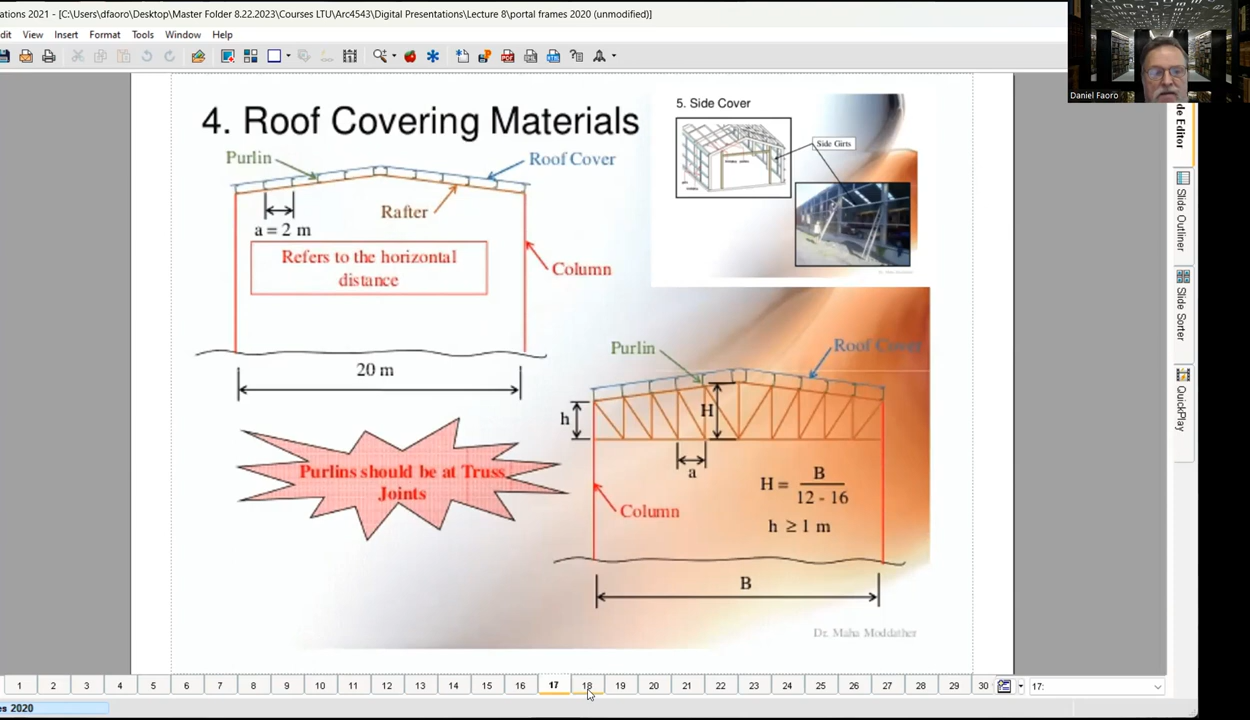 ations 2021 - [C:\Users\dfaoro\Desktop\Master Folder 8.22.2023\Courses LTU\Arc4543\Digital Presentations\Lecture 8\portal frames 2020 (unmodified)]
dit View Insert Format Tools Window Help
Daniel Faoro
4. Roof Covering Materials
Purlin
Roof Cover
Rafter
a = 2 m
Refers to the horizontal
distance
Column
20 m
5. Side Cover
Side Girts
Purlins should be at Truss
Joints
Purlin
Roof Cover
h
H
a
H = B
12 - 16
h ≥ 1 m
Column
B
Dr. Maha Moddather
de Editor
Slide Outliner
Slide Sorter
QuickPlay
1 2 3 4 5 6 7 8 9 10 11 12 13 14 15 16 17 18 19 20 21 22 23 24 25 26 27 28 29 30 17:
es 2020